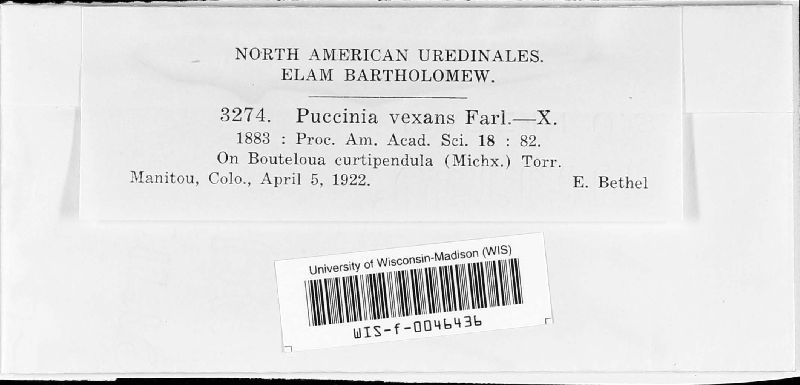 NORTH AMERICAN UREDINALES.
ELAM BARTHOLOMEW.
3274. Puccinia vexans Farl.—X.
1883 : Proc. Am. Acad. Sci. 18 : 82.
On Bouteloua curtipendula (Michx.) Torr.
Manitou, Colo., April 5, 1922. E. Bethel
University of Wisconsin-Madison (WIS)
WIS-f-0046436